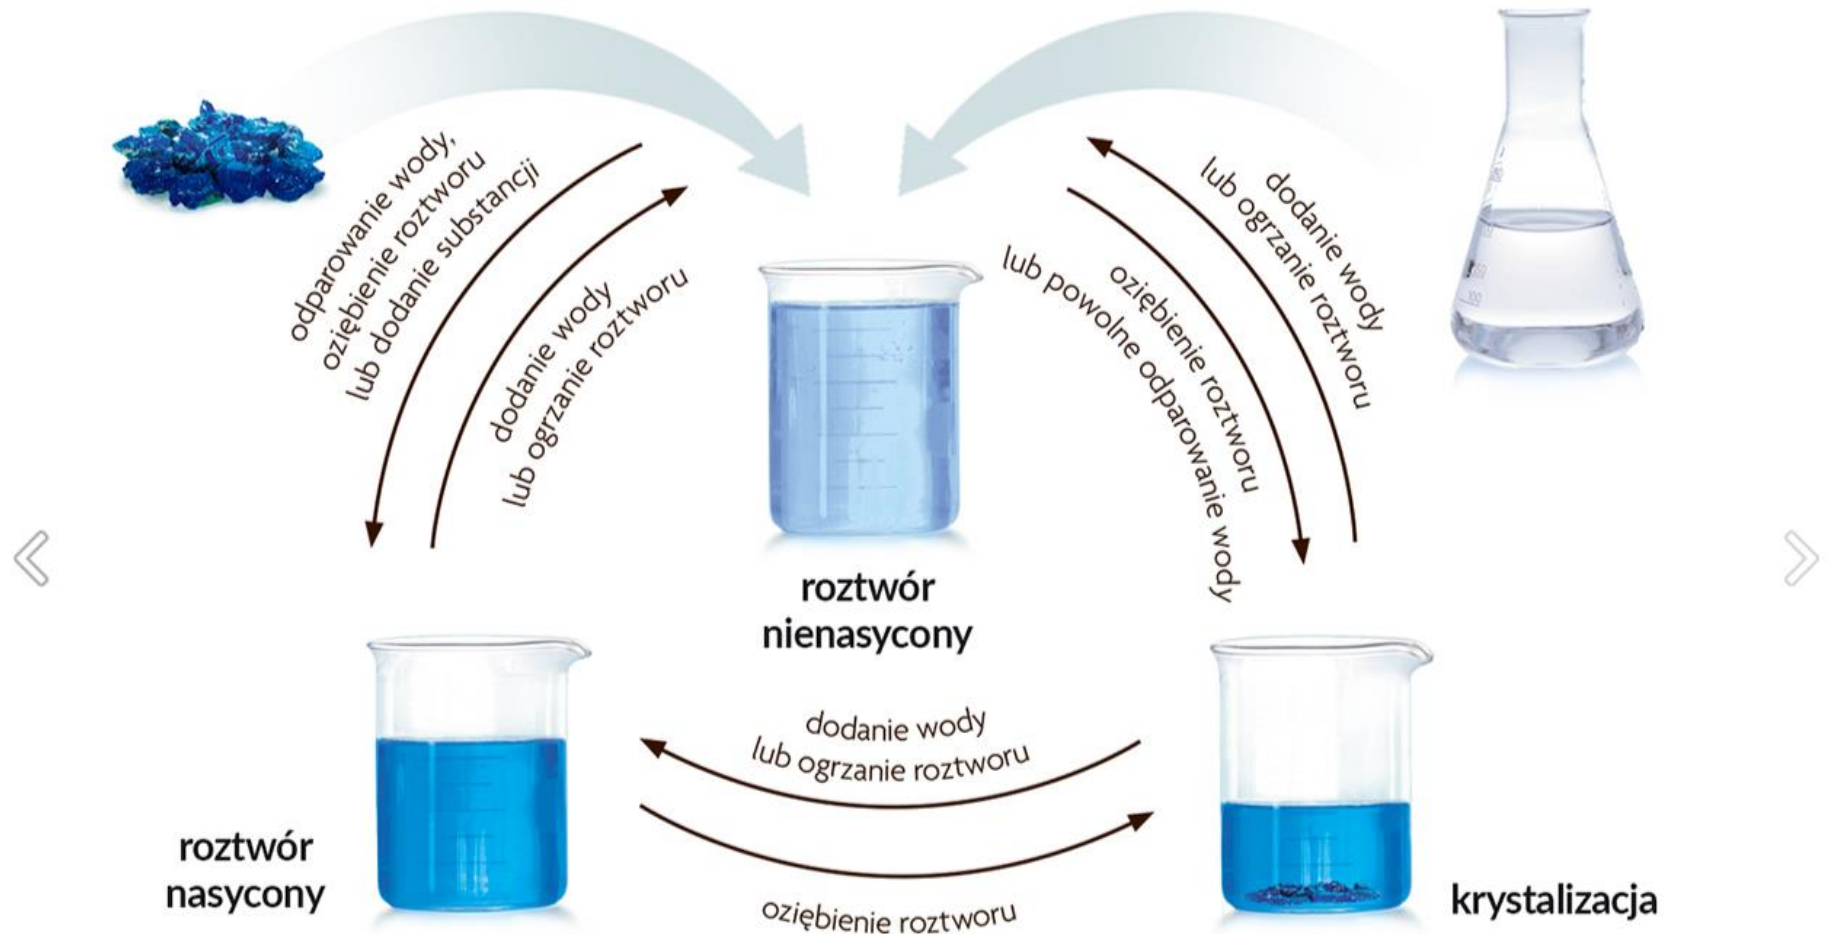 odparowanie wody,
oziębienie roztworu
lub dodanie substancji
dodanie wody
lub ogrzanie roztworu
dodanie wody
lub ogrzanie roztworu
oziębienie roztworu
lub powolne odparowanie wody
roztwór
nienasycony
dodanie wody
lub ogrzanie roztworu
roztwór
nasycony
oziębienie roztworu
krystalizacja